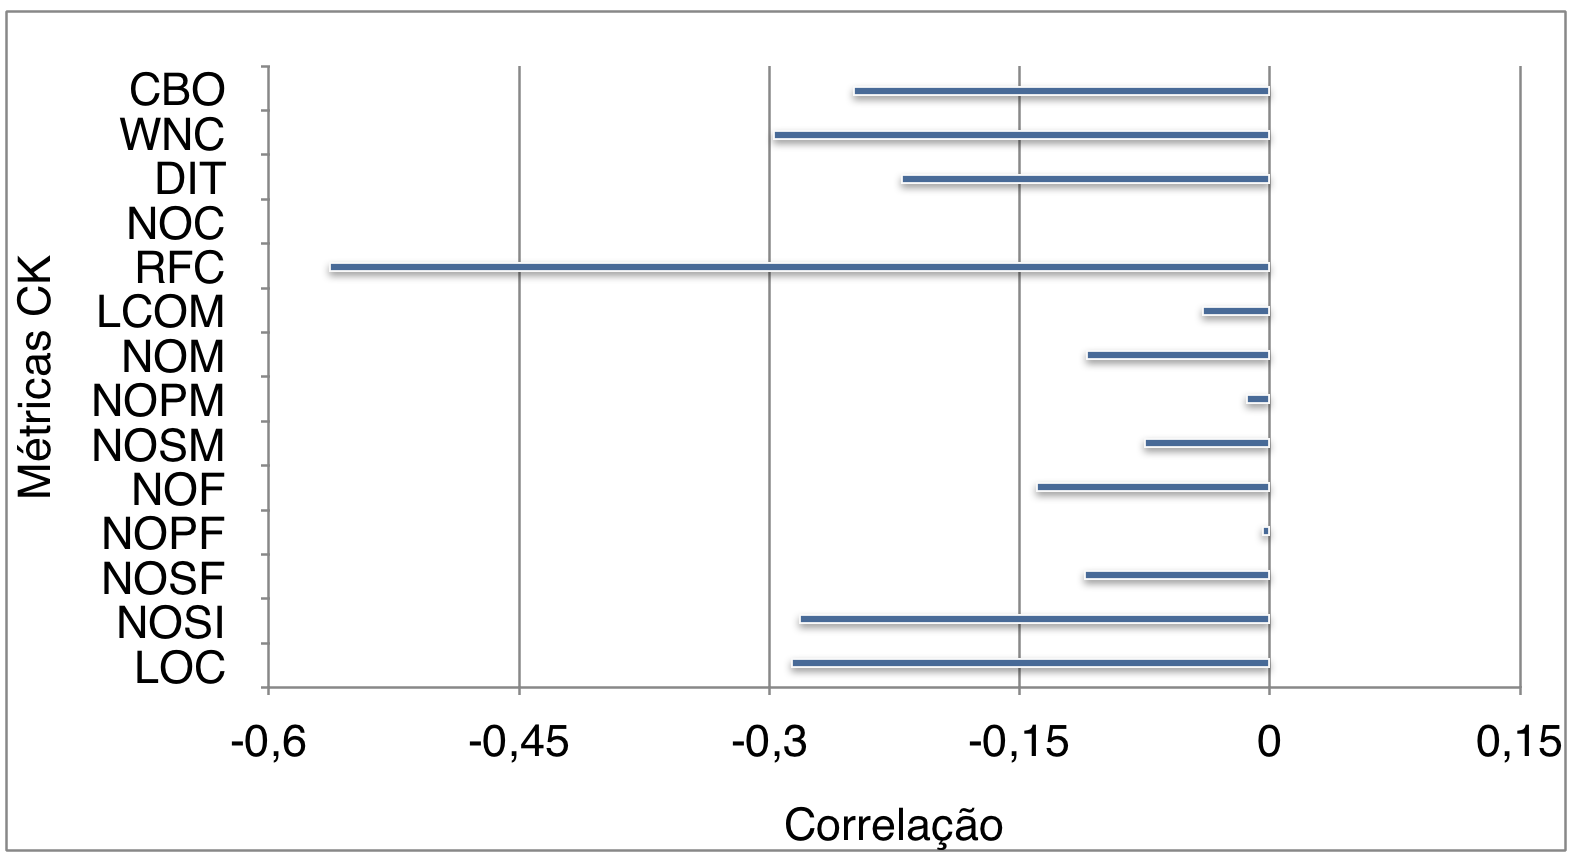 Métricas CK
CBO
WNC
DIT
NOC
RFC
LCOM
NOM
NOPM
NOSM
NOF
NOPF
NOSF
NOSI
LOC
-0,6 -0,45 -0,3 -0,15 0 0,15
Correlação